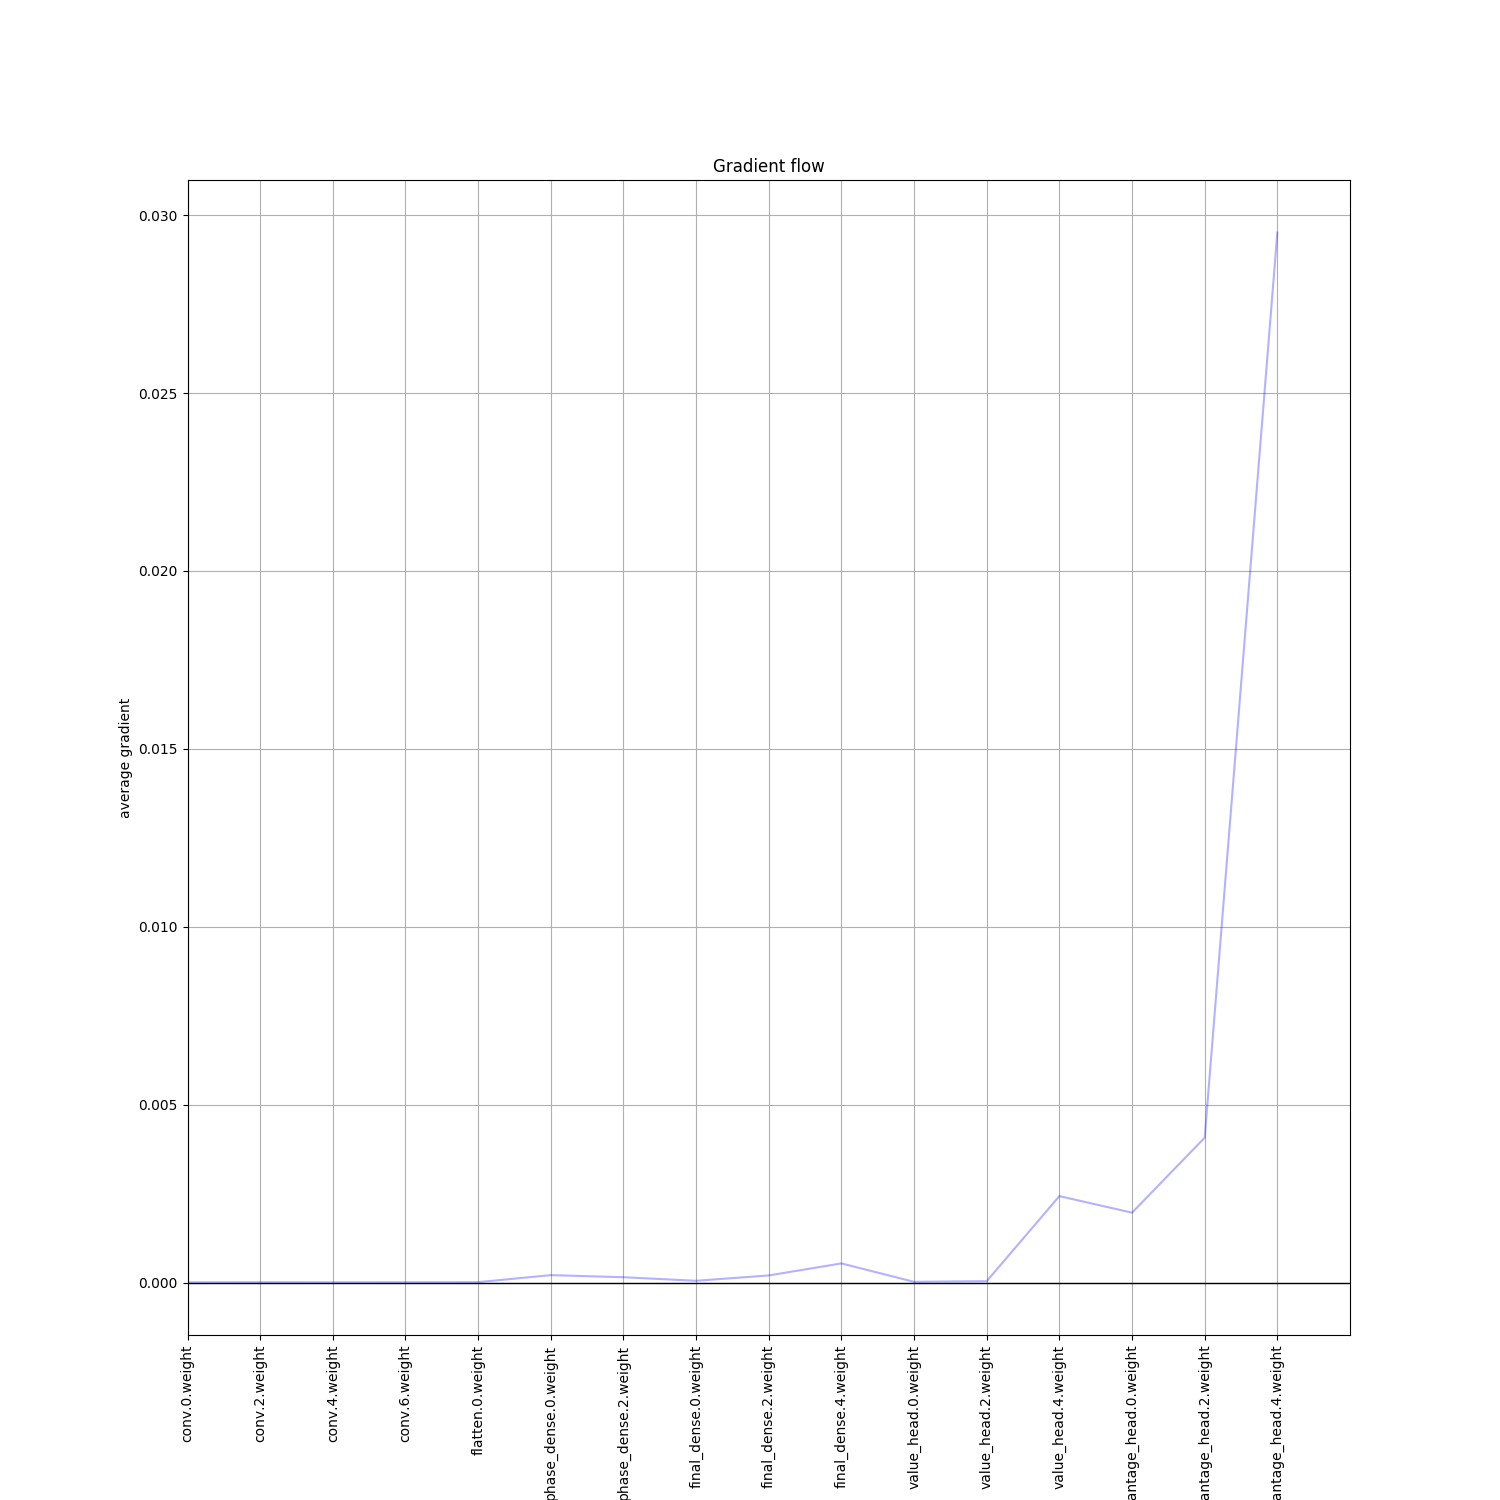 Gradient flow
0.030
0.025
0.020
0.015
0.010
0.005
0.000
average gradient
conv.0.weight
conv.2.weight
conv.4.weight
conv.6.weight
flatten.0.weight
phase_dense.0.weight
phase_dense.2.weight
final_dense.0.weight
final_dense.2.weight
final_dense.4.weight
value_head.0.weight
value_head.2.weight
value_head.4.weight
antage_head.0.weight
antage_head.2.weight
antage_head.4.weight